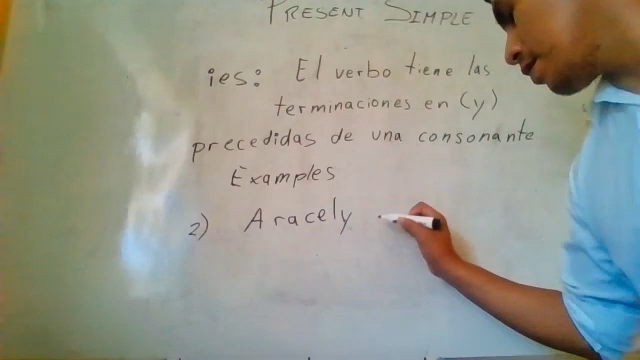 PRESENT SIMPLE
ies: El verbo tiene las
terminaciones en (y)
precedidas de una consonante
Examples
2) Aracely